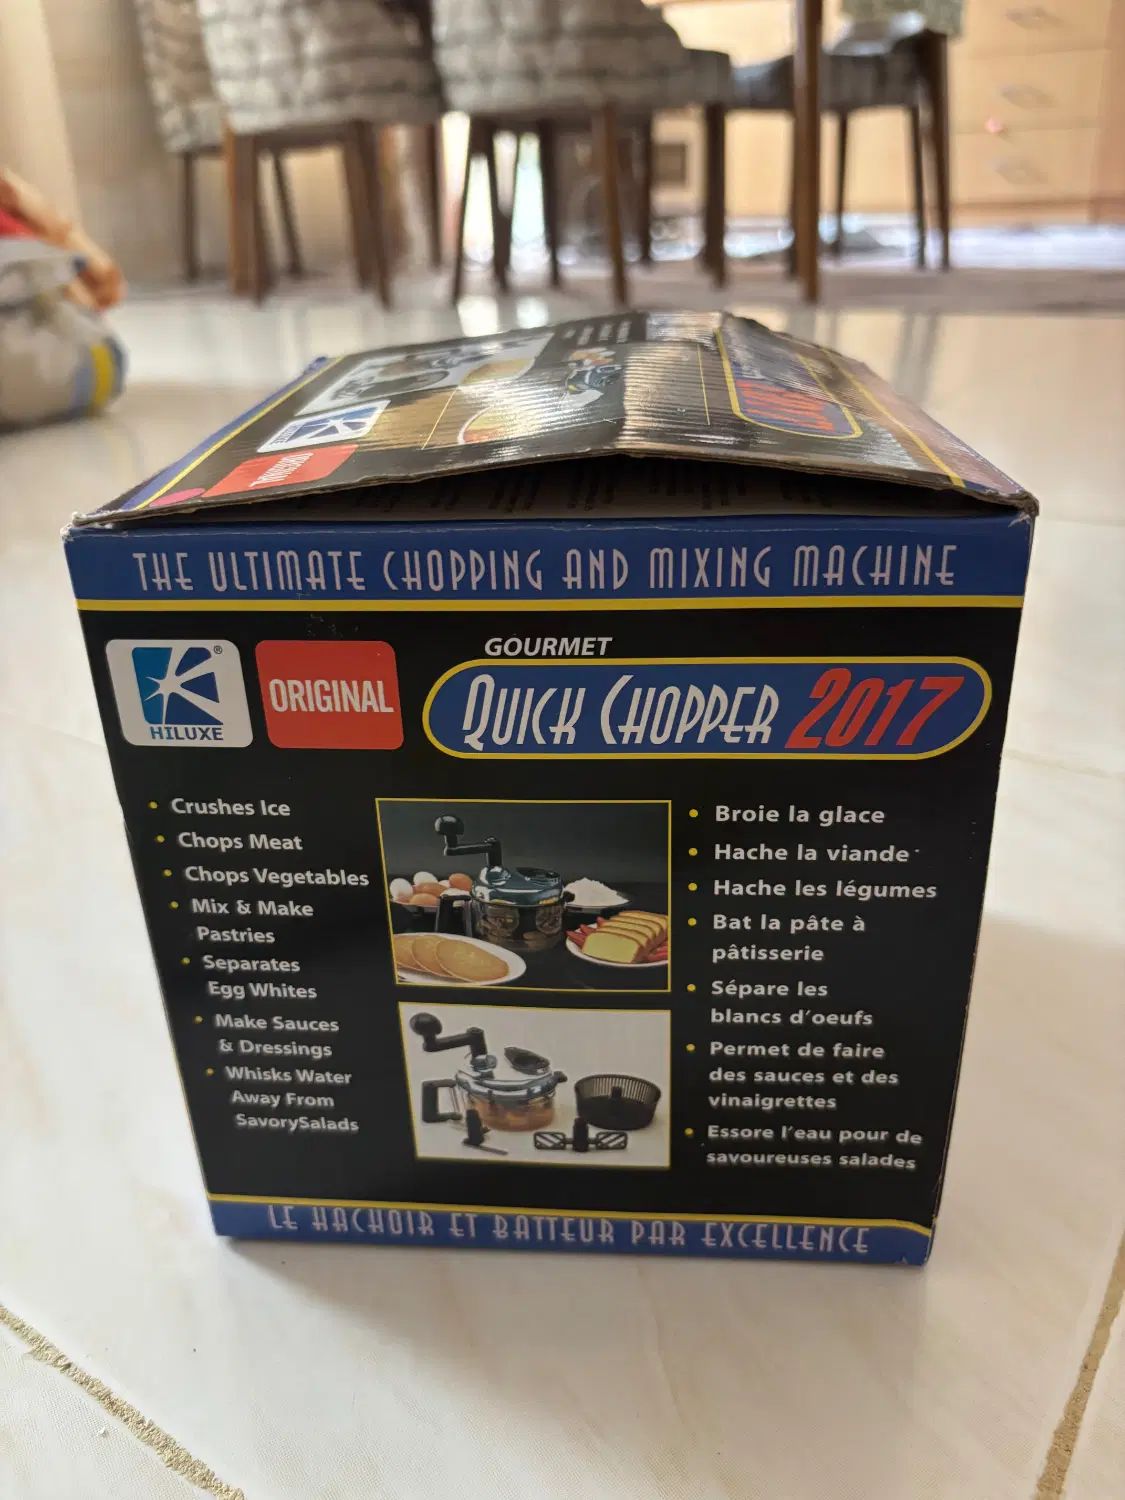 ORIGINAL
THE ULTIMATE CHOPPING AND MIXING MACHINE
HILUXE
®
ORIGINAL
GOURMET
QUICK CHOPPER 2017
• Crushes Ice
• Chops Meat
• Chops Vegetables
• Mix & Make
Pastries
• Separates
Egg Whites
• Make Sauces
& Dressings
• Whisks Water
Away From
SavorySalads
• Broie la glace
• Hache la viande
• Hache les légumes
• Bat la pâte à
pâtisserie
• Sépare les
blancs d'oeufs
• Permet de faire
des sauces et des
vinaigrettes
• Essore l'eau pour de
savoureuses salades
LE HACHOIR ET BATTEUR PAR EXCELLENCE